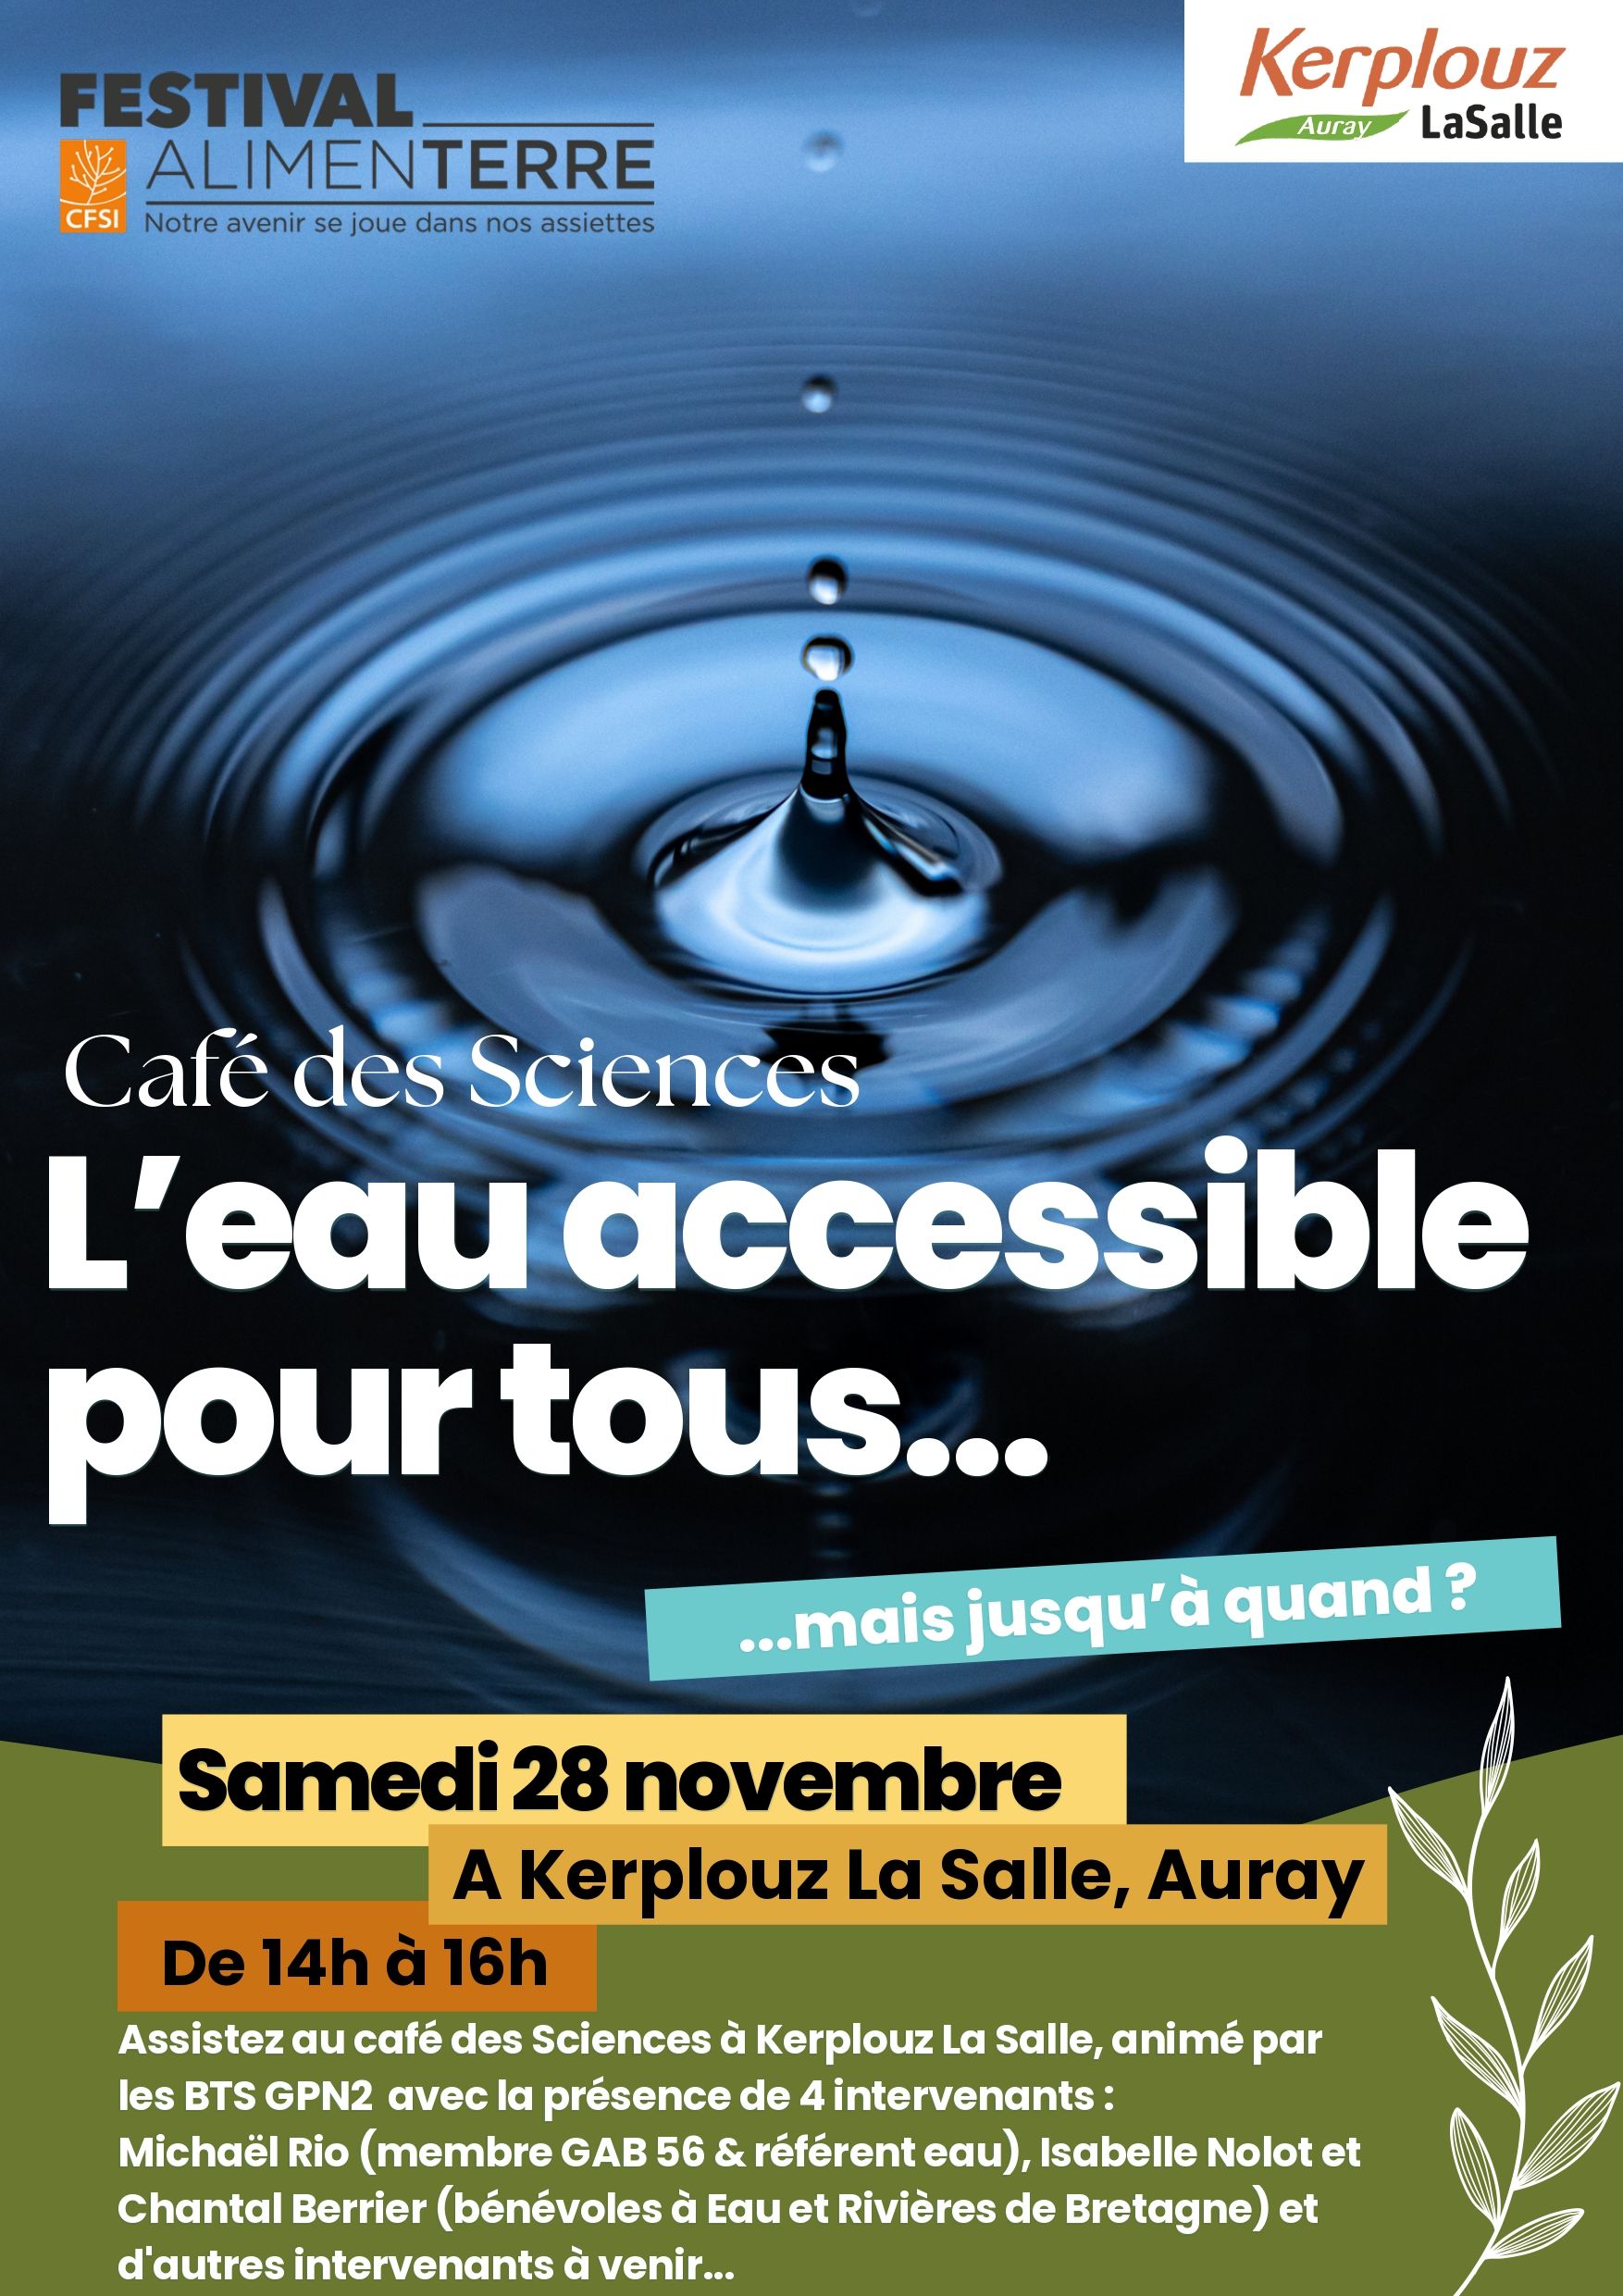 FESTIVAL
ALIMENTERRE
CFSI
Notre avenir se joue dans nos assiettes
Kerplouz
Auray LaSalle
Café des Sciences
L’eau accessible
pour tous...
...mais jusqu’à quand ?
Samedi 28 novembre
A Kerplouz La Salle, Auray
De 14h à 16h
Assistez au café des Sciences à Kerplouz La Salle, animé par
les BTS GPN2 avec la présence de 4 intervenants :
Michaël Rio (membre GAB 56 & référent eau), Isabelle Nolot et
Chantal Berrier (bénévoles à Eau et Rivières de Bretagne) et
d'autres intervenants à venir...